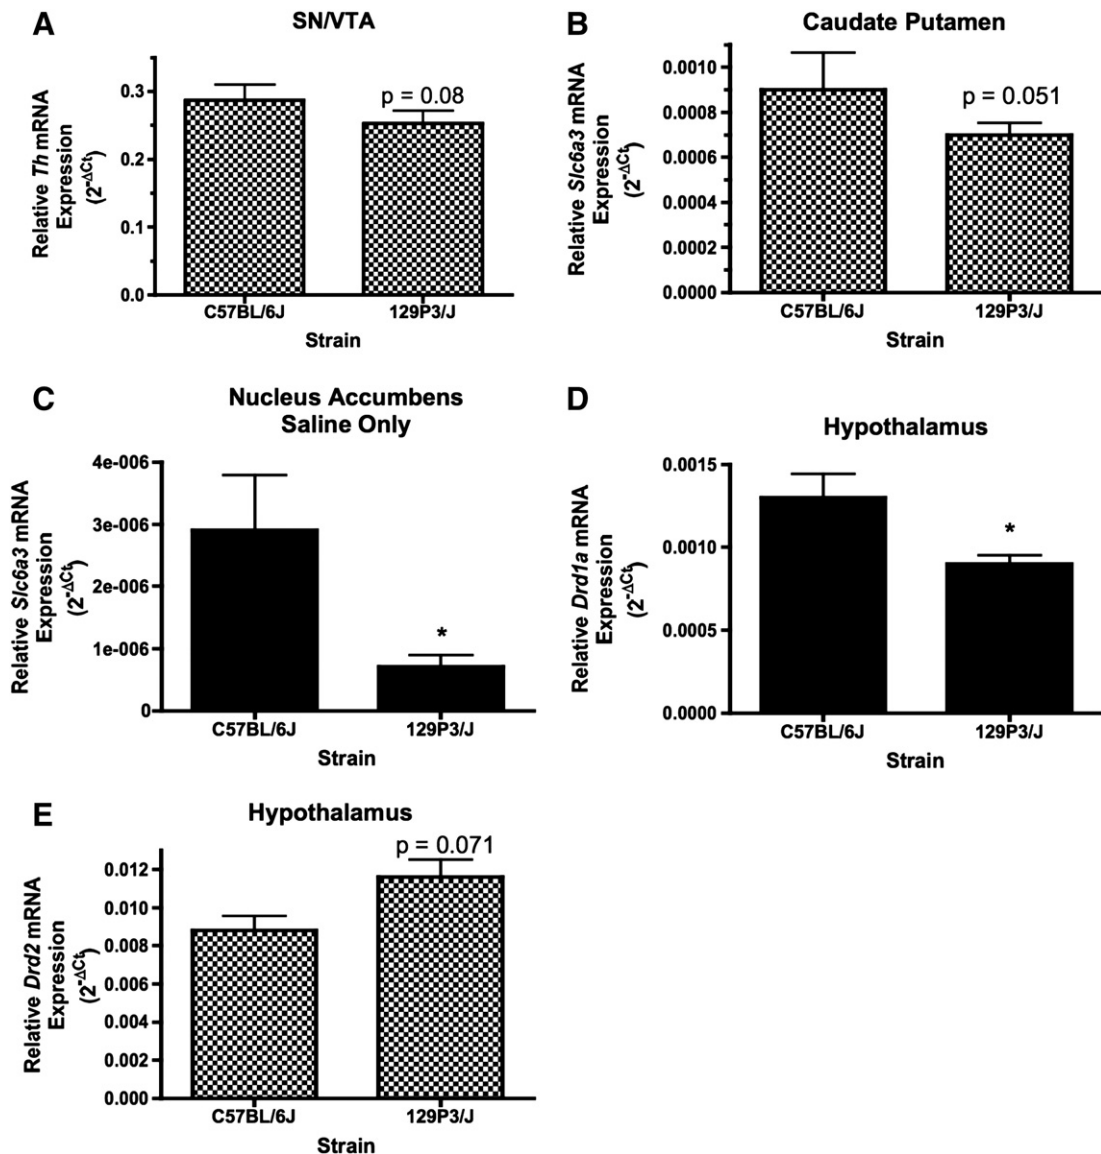 A
SN/VTA
Relative Th mRNA
Expression
(2^-ΔCt)
0.3
0.2
0.1
0.0
p = 0.08
C57BL/6J
129P3/J
Strain
B
Caudate Putamen
Relative Slc6a3 mRNA
Expression
(2^-ΔCt)
0.0010
0.0008
0.0006
0.0004
0.0002
0.0000
p = 0.051
C57BL/6J
129P3/J
Strain
C
Nucleus Accumbens
Saline Only
Relative Slc6a3 mRNA
Expression
(2^-ΔCt)
4e-006
3e-006
2e-006
1e-006
0
*
C57BL/6J
129P3/J
Strain
D
Hypothalamus
Relative Drd1a mRNA
Expression
(2^-ΔCt)
0.0015
0.0010
0.0005
0.0000
*
C57BL/6J
129P3/J
Strain
E
Hypothalamus
Relative Drd2 mRNA
Expression
(2^-ΔCt)
0.012
0.010
0.008
0.006
0.004
0.002
0.000
p = 0.071
C57BL/6J
129P3/J
Strain